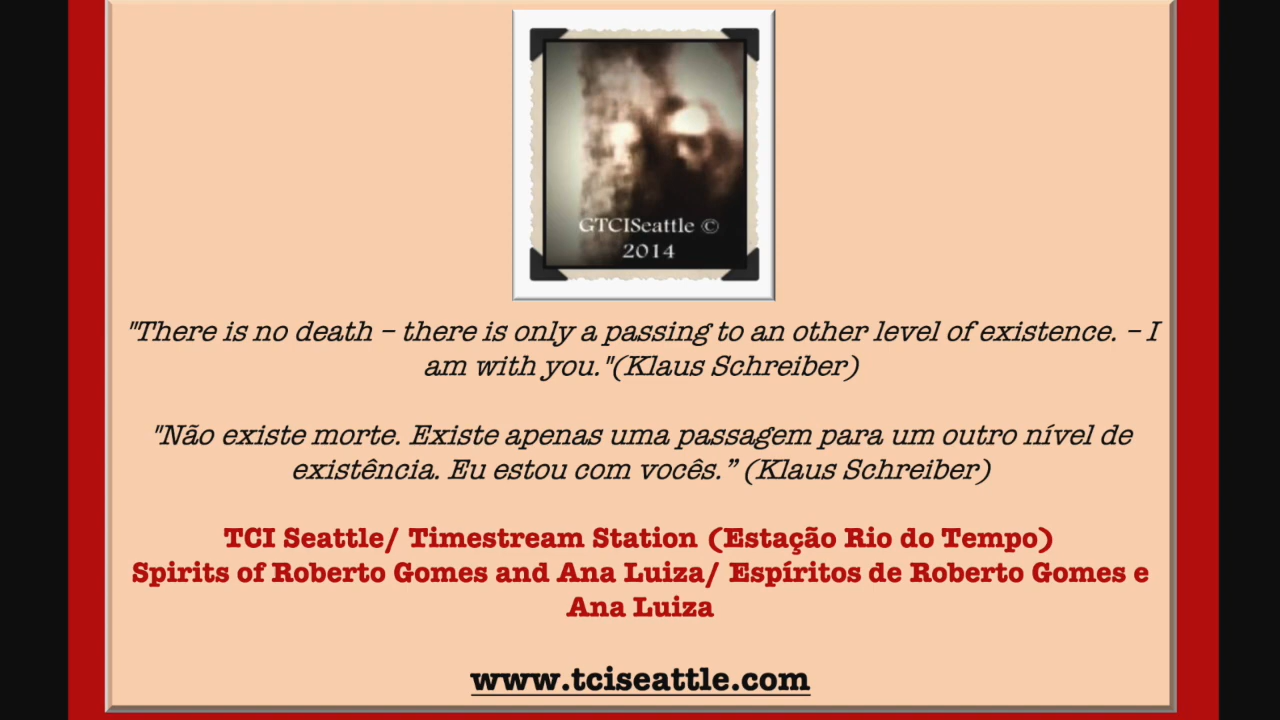 GTCISeattle ©
2014
"There is no death – there is only a passing to an other level of existence. – I
am with you."(Klaus Schreiber)
"Não existe morte. Existe apenas uma passagem para um outro nível de
existência. Eu estou com vocês.” (Klaus Schreiber)
TCI Seattle/ Timestream Station (Estação Rio do Tempo)
Spirits of Roberto Gomes and Ana Luiza/ Espíritos de Roberto Gomes e
Ana Luiza
www.tciseattle.com